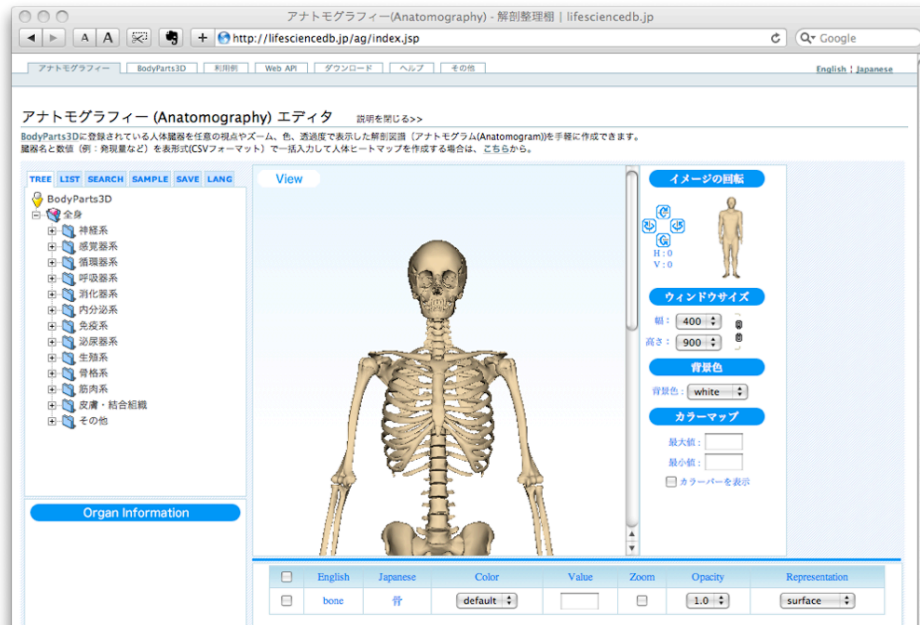 アナトモグラフィー(Anatomography) - 解剖整理棚 | lifesciencedb.jp
A A + http://lifesciencedb.jp/ag/index.jsp Google
アナトモグラフィー BodyParts3D 利用例 Web API ダウンロード ヘルプ その他 English | Japanese
アナトモグラフィー (Anatomography) エディタ 説明を閉じる>>
BodyParts3Dに登録されている人体臓器を任意の視点やズーム、色、透過度で表示した解剖図（アナトモグラム(Anatomogram))を手軽に作成できます。
臓器名と数値（例：発現量など）を表形式(CSVフォーマット）で一括入力して人体ヒートマップを作成する場合は、こちらから。
TREE LIST SEARCH SAMPLE SAVE LANG
BodyParts3D
全身
神経系
感覚器系
循環器系
呼吸器系
消化器系
内分泌系
免疫系
泌尿器系
生殖系
骨格系
筋肉系
皮膚・結合組織
その他
Organ Information
View
イメージの回転
H : 0
V : 0
ウィンドウサイズ
幅 : 400
高さ : 900
背景色
背景色 : white
カラーマップ
最大値 :
最小値 :
カラーバーを表示
English Japanese Color Value Zoom Opacity Representation
bone 骨 default 1.0 surface